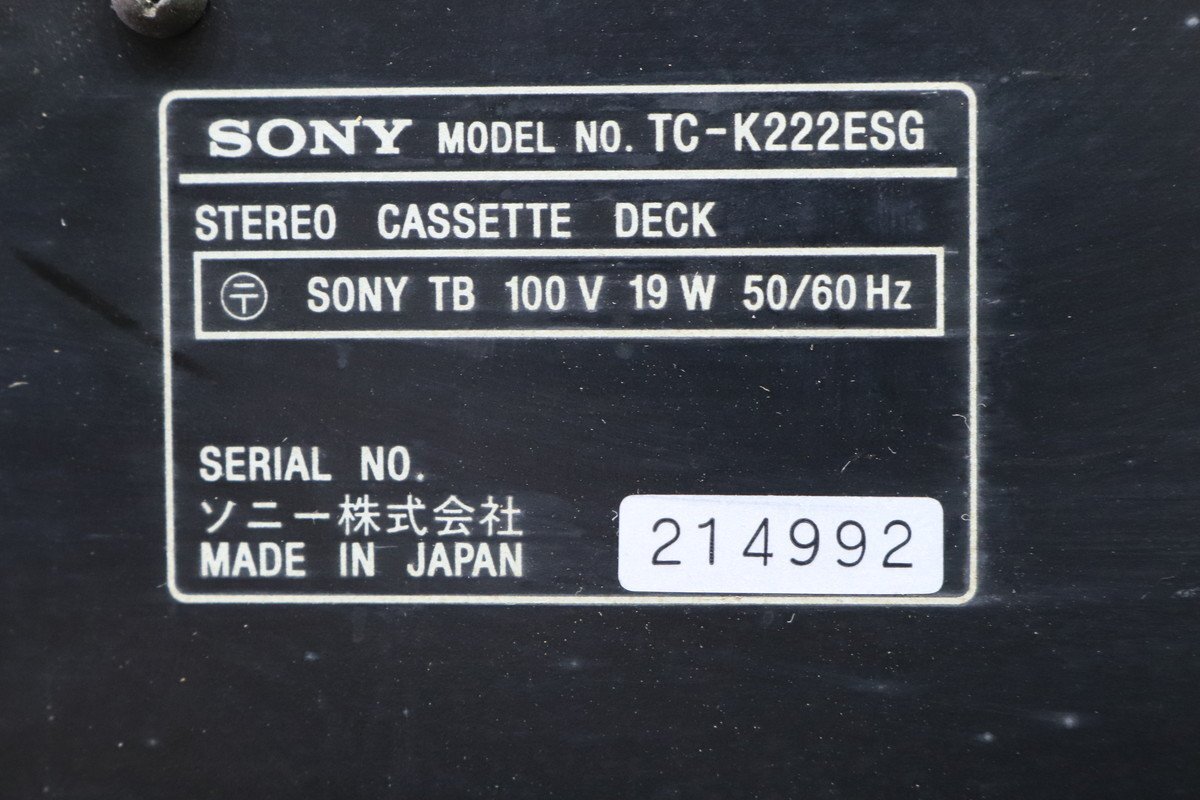 SONY MODEL NO. TC-K222ESG
STEREO CASSETTE DECK
〶 SONY TB 100 V 19 W 50/60 Hz
SERIAL NO.
ソニー株式会社
MADE IN JAPAN
214992